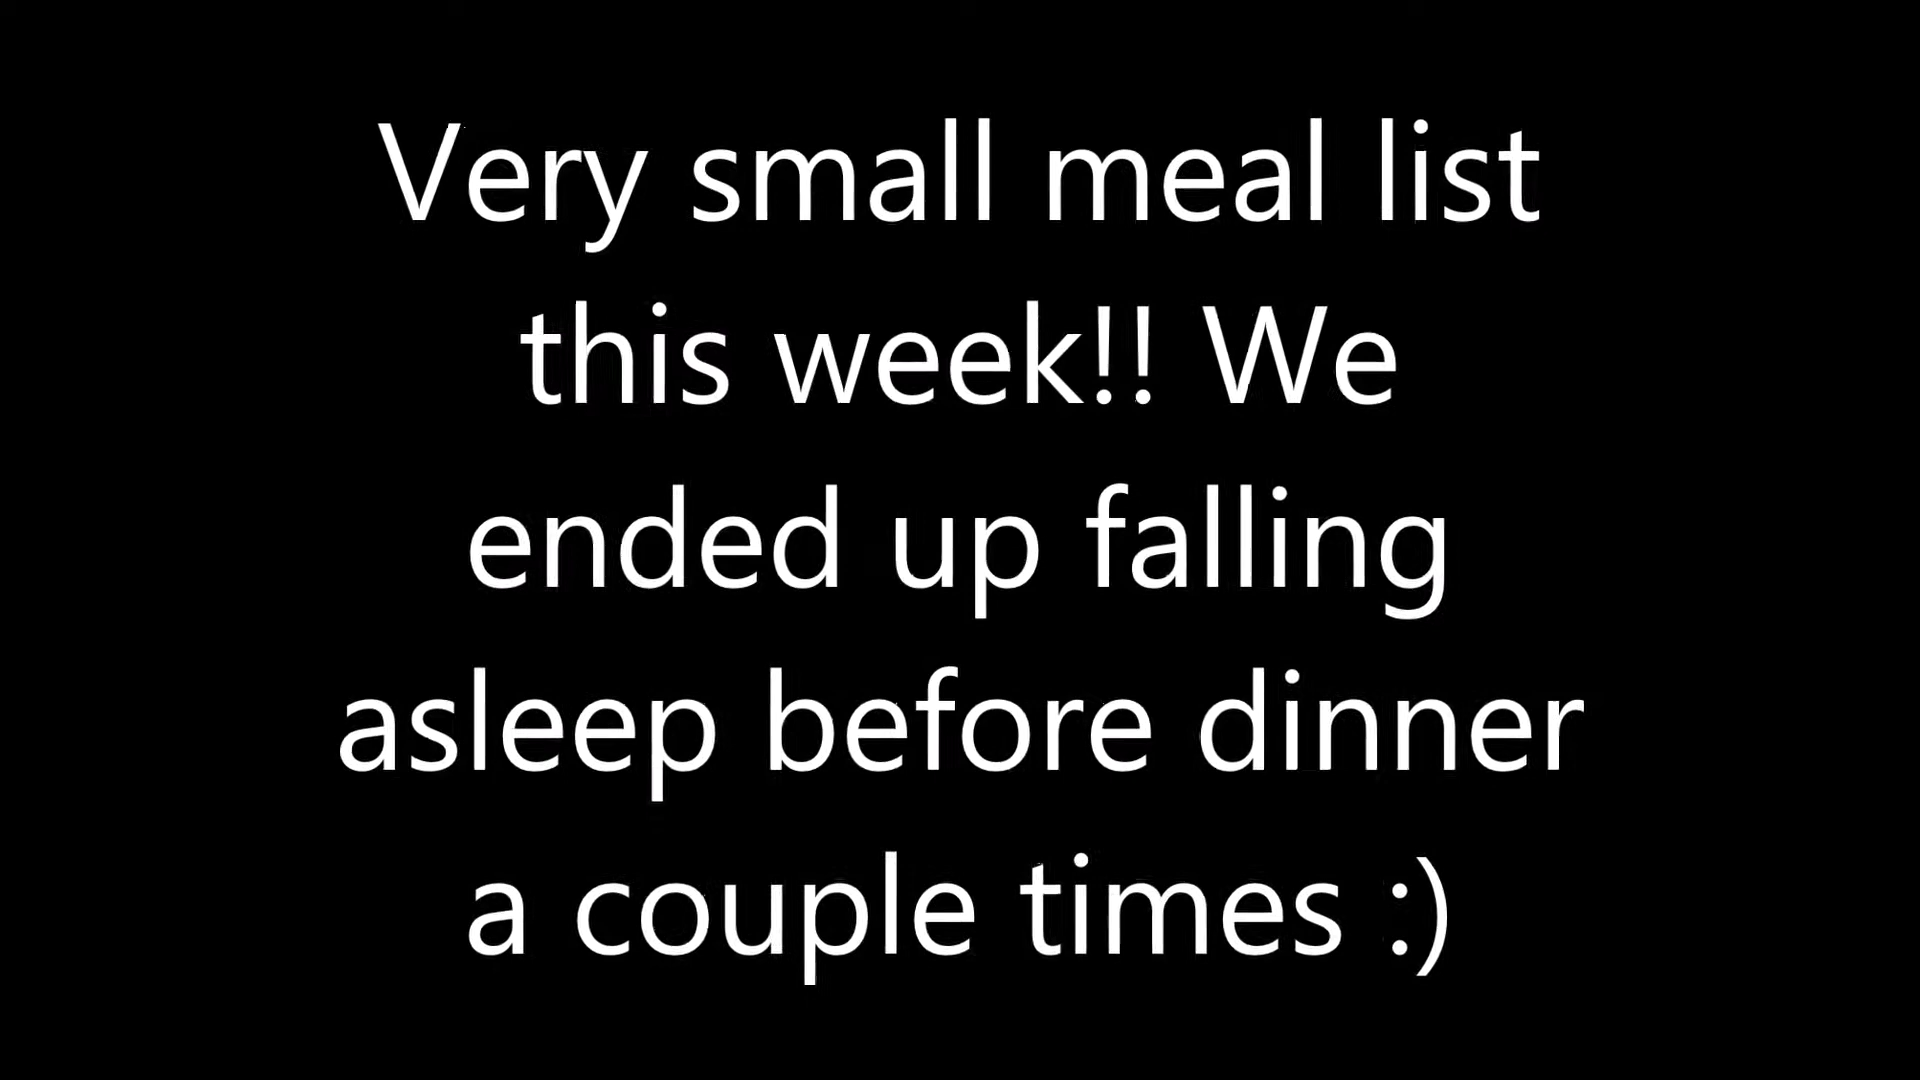 Very small meal list
this week!! We
ended up falling
asleep before dinner
a couple times :)